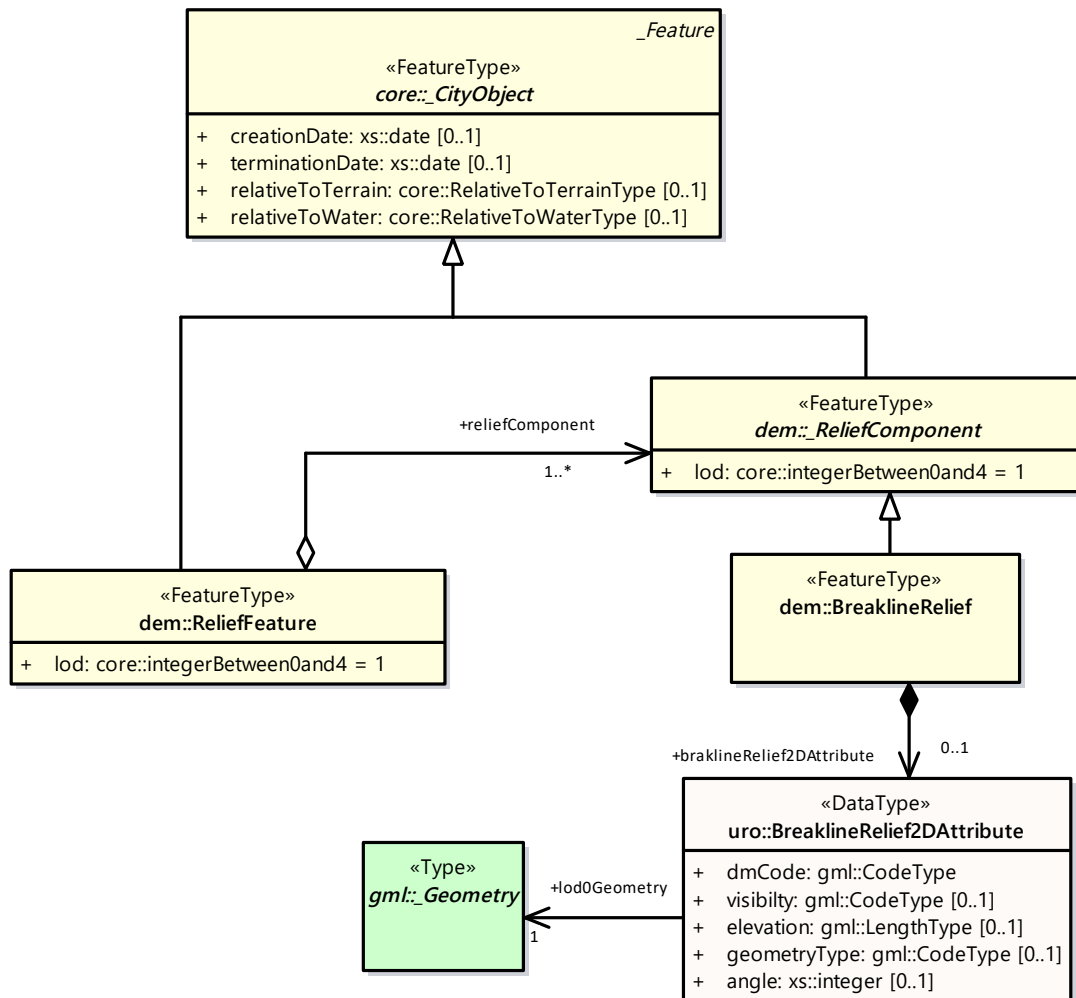 _Feature
«FeatureType»
core::_CityObject
+ creationDate: xs::date [0..1]
+ terminationDate: xs::date [0..1]
+ relativeToTerrain: core::RelativeToTerrainType [0..1]
+ relativeToWater: core::RelativeToWaterType [0..1]
«FeatureType»
dem::_ReliefComponent
+ lod: core::integerBetween0and4 = 1
+reliefComponent
1..*
«FeatureType»
dem::ReliefFeature
+ lod: core::integerBetween0and4 = 1
«FeatureType»
dem::BreaklineRelief
+braklineRelief2DAttribute
0..1
«DataType»
uro::BreaklineRelief2DAttribute
+ dmCode: gml::CodeType
+ visibilty: gml::CodeType [0..1]
+ elevation: gml::LengthType [0..1]
+ geometryType: gml::CodeType [0..1]
+ angle: xs::integer [0..1]
«Type»
gml::_Geometry
+lod0Geometry
1